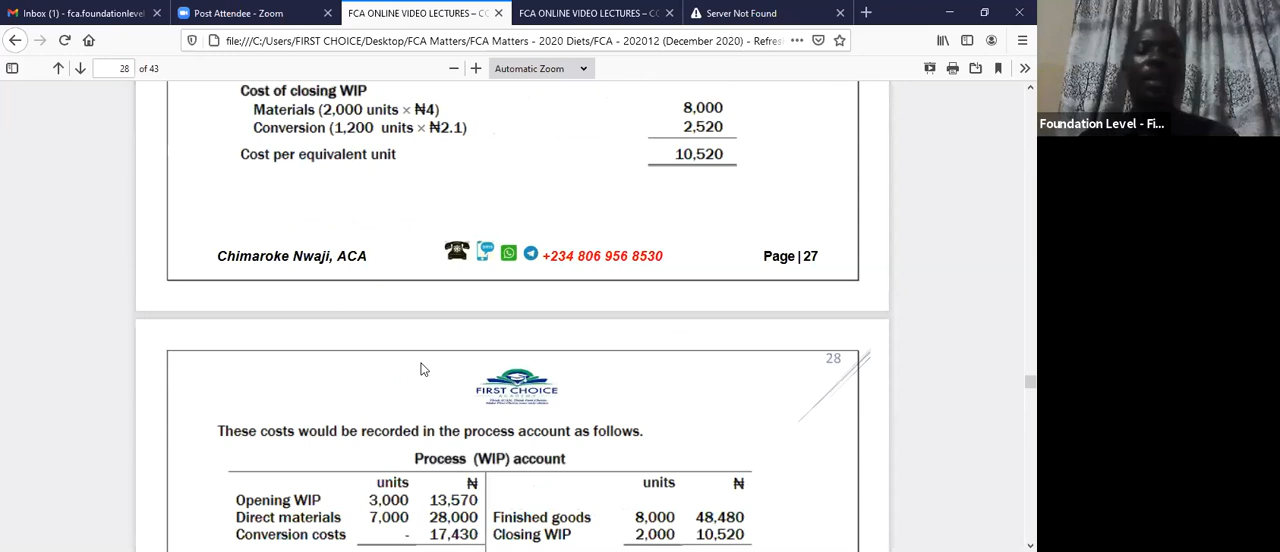 Inbox (1) - fca.foundationlevel
Post Attendee - Zoom
FCA ONLINE VIDEO LECTURES – CO
FCA ONLINE VIDEO LECTURES – CC
Server Not Found
file:///C:/Users/FIRST CHOICE/Desktop/FCA Matters/FCA Matters - 2020 Diets/FCA - 202012 (December 2020) - Refres
28 of 43
Automatic Zoom
Foundation Level - Fi...
Cost of closing WIP
Materials (2,000 units × ₦4) 8,000
Conversion (1,200 units × ₦2.1) 2,520
Cost per equivalent unit 10,520
Chimaroke Nwaji, ACA +234 806 956 8530 Page | 27
28
FIRST CHOICE
These costs would be recorded in the process account as follows.
Process (WIP) account
units ₦ units ₦
Opening WIP 3,000 13,570
Direct materials 7,000 28,000 Finished goods 8,000 48,480
Conversion costs - 17,430 Closing WIP 2,000 10,520